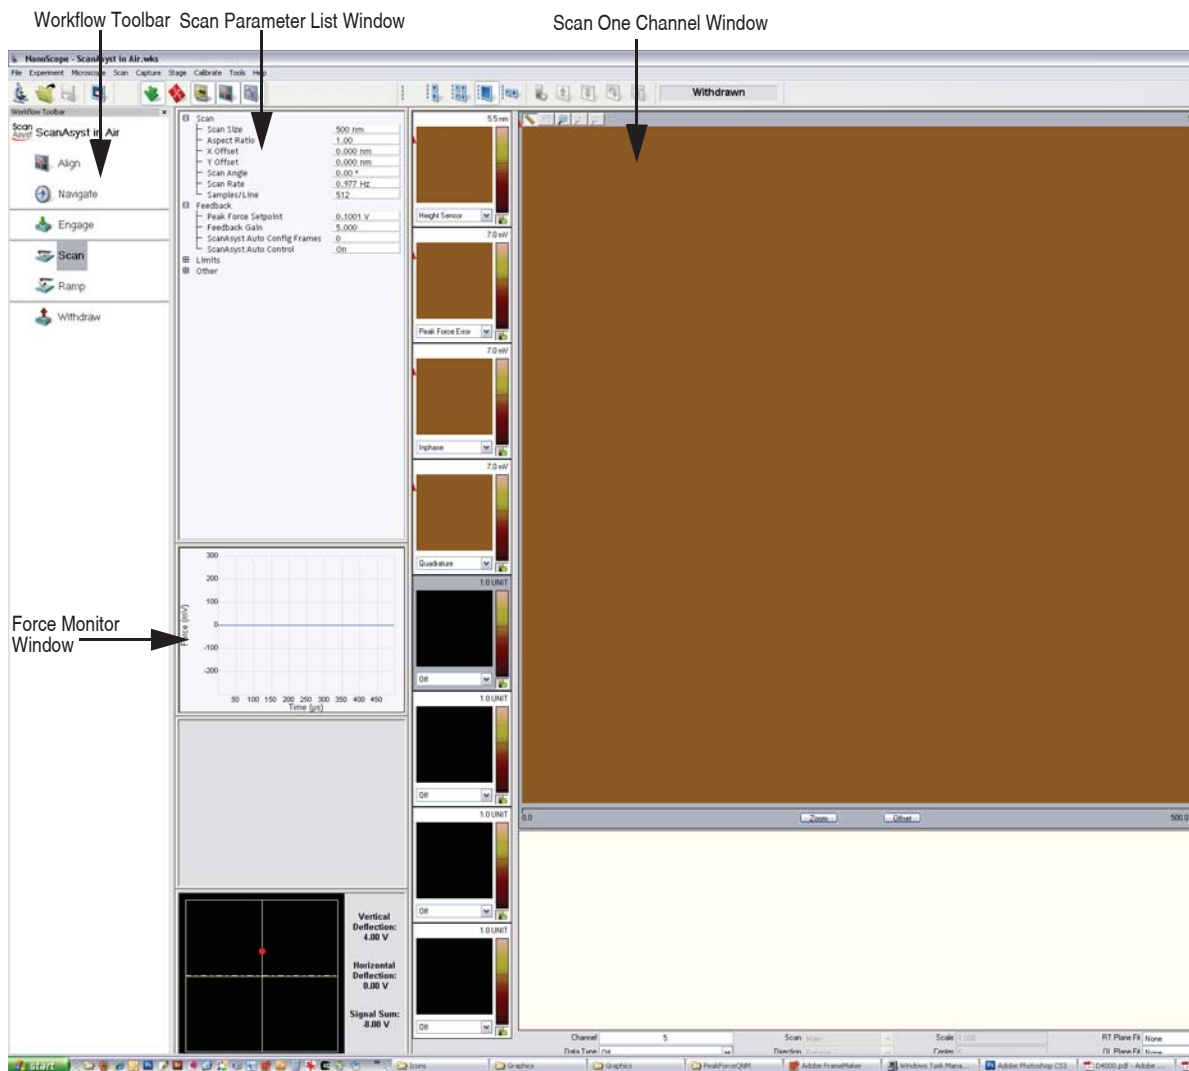 Workflow Toolbar
Scan Parameter List Window
Scan One Channel Window
NanoScope - ScanAsyst in Air.wks
File Experiment Microscope Scan Capture Stage Calibrate Tools Help
Withdrawn
Workflow Toolbar
Scan Asyst ScanAsyst in Air
Align
Navigate
Engage
Scan
Ramp
Withdraw
Scan
Scan Size 500 nm
Aspect Ratio 1.00
X Offset 0.000 nm
Y Offset 0.000 nm
Scan Angle 0.00 °
Scan Rate 0.977 Hz
Samples/Line 512
Feedback
Peak Force Setpoint 0.1001 V
Feedback Gain 5.000
ScanAsyst Auto Config Frames 0
ScanAsyst Auto Control On
Limits
Other
Force Monitor
Window
300
200
100
0
-100
-200
Force (mV)
50 100 150 200 250 300 350 400 450
Time (µs)
Vertical
Deflection:
4.00 V
Horizontal
Deflection:
0.00 V
Signal Sum:
-8.00 V
5.5 nm
Height Sensor
7.0 mV
Peak Force Error
7.0 mV
Inphase
7.0 mV
Quadrature
1.0 UNIT
Off
1.0 UNIT
Off
1.0 UNIT
Off
1.0 UNIT
Off
0.0 Zoom Offset 500.0
Channel 5 Scan Main Scale 1.000 RT Plane Fit None
Data Type Off Direction Center OL Plane Fit None
start Icons Graphics Graphics PeakForceQNM Adobe FrameMaker Windows Task Mana... Adobe Photoshop CS3 D4000.pdf - Adobe ...